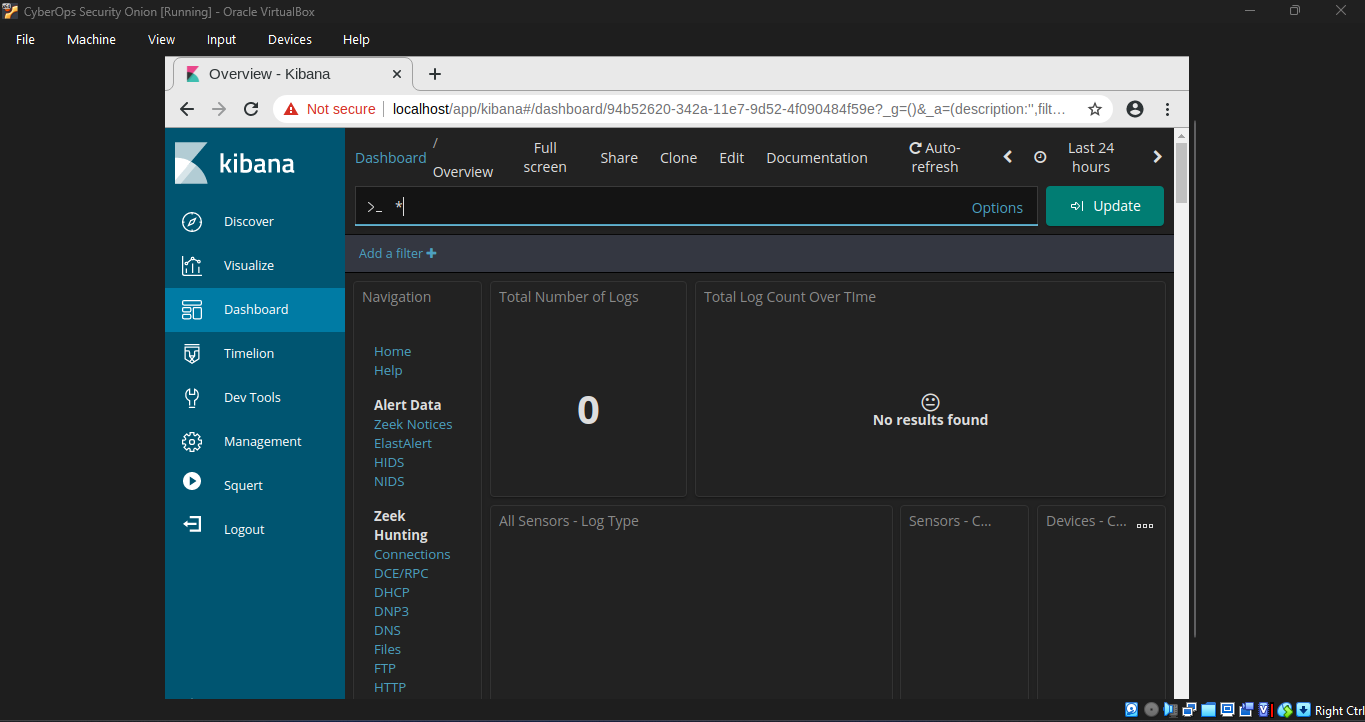 CyberOps Security Onion [Running] - Oracle VirtualBox
File Machine View Input Devices Help
Overview - Kibana
Not secure localhost/app/kibana#/dashboard/94b52620-342a-11e7-9d52-4f090484f59e?_g=()&_a=(description:'',filt...
kibana
Discover
Visualize
Dashboard
Timelion
Dev Tools
Management
Squert
Logout
Dashboard / Overview
Full screen
Share
Clone
Edit
Documentation
Auto-refresh
Last 24 hours
>_ *
Options
Update
Add a filter +
Navigation
Home
Help
Alert Data
Zeek Notices
ElastAlert
HIDS
NIDS
Zeek
Hunting
Connections
DCE/RPC
DHCP
DNP3
DNS
Files
FTP
HTTP
Total Number of Logs
0
Total Log Count Over TIme
No results found
All Sensors - Log Type
Sensors - C...
Devices - C...
Right Ctrl